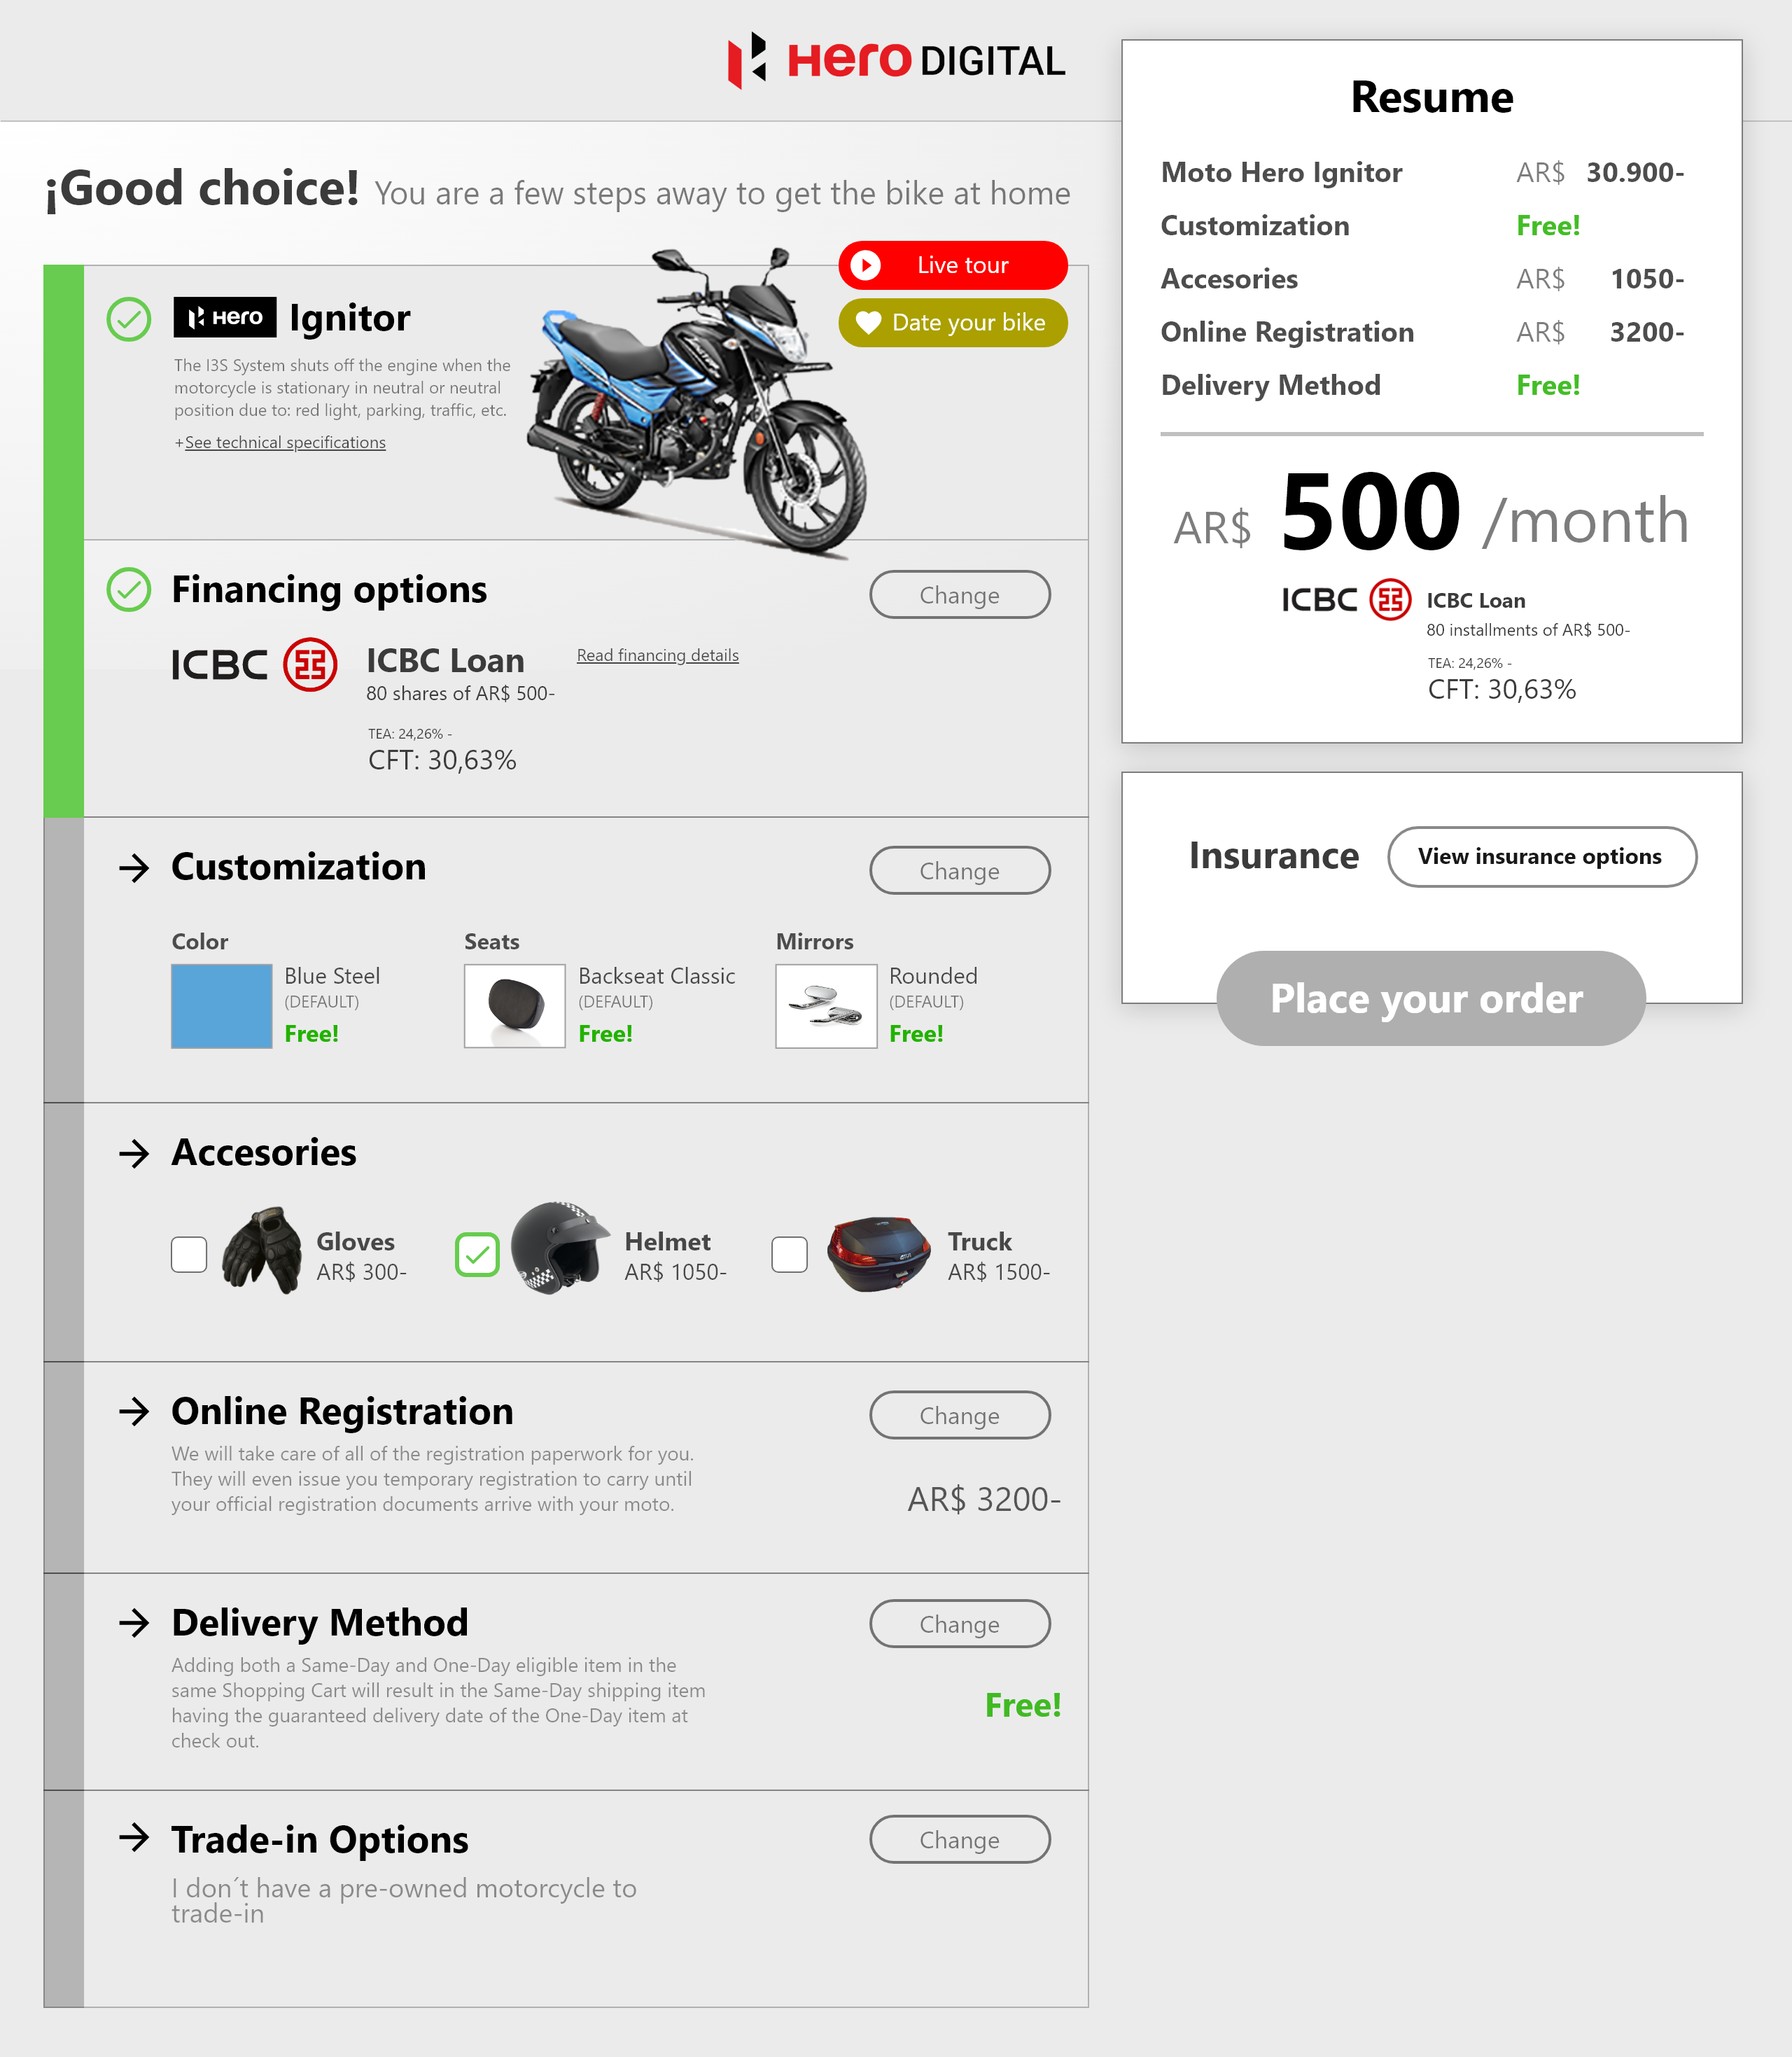 Hero DIGITAL
¡Good choice! You are a few steps away to get the bike at home
Live tour
Date your bike
Hero Ignitor
The I3S System shuts off the engine when the
motorcycle is stationary in neutral or neutral
position due to: red light, parking, traffic, etc.
+See technical specifications
Financing options
Change
ICBC
ICBC Loan
Read financing details
80 shares of AR$ 500-
TEA: 24,26% -
CFT: 30,63%
Customization
Change
Color
Blue Steel
(DEFAULT)
Free!
Seats
Backseat Classic
(DEFAULT)
Free!
Mirrors
Rounded
(DEFAULT)
Free!
Accesories
Gloves
AR$ 300-
Helmet
AR$ 1050-
Truck
AR$ 1500-
Online Registration
Change
We will take care of all of the registration paperwork for you.
They will even issue you temporary registration to carry until
your official registration documents arrive with your moto.
AR$ 3200-
Delivery Method
Change
Adding both a Same-Day and One-Day eligible item in the
same Shopping Cart will result in the Same-Day shipping item
having the guaranteed delivery date of the One-Day item at
check out.
Free!
Trade-in Options
Change
I don´t have a pre-owned motorcycle to
trade-in
Resume
Moto Hero Ignitor AR$ 30.900-
Customization Free!
Accesories AR$ 1050-
Online Registration AR$ 3200-
Delivery Method Free!
AR$ 500 /month
ICBC
ICBC Loan
80 installments of AR$ 500-
TEA: 24,26% -
CFT: 30,63%
Insurance
View insurance options
Place your order